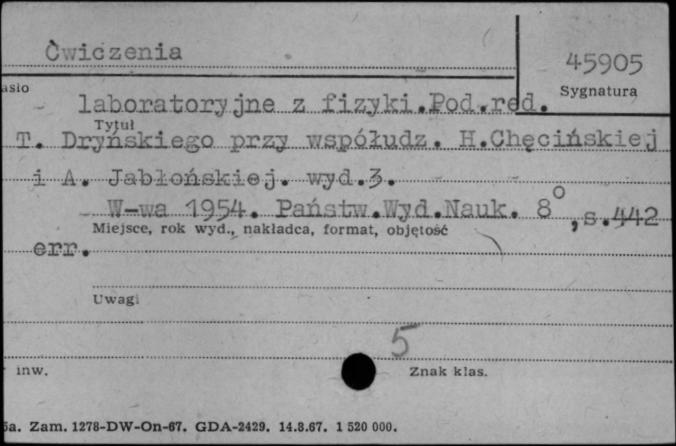 Ćwiczenia
45905
asło
Sygnatura
laboratoryjne z fizyki.Pod.red.
Tytuł
T. Dryńskiego przy współudz. H.Chęcińskiej
i A. Jabłońskiej. wyd.3.
W-wa 1954. Państw.Wyd.Nauk. 8°,s.442
Miejsce, rok wyd., nakładca, format, objętość
err.
Uwagi
5
inw.
Znak klas.
5a. Zam. 1278-DW-On-67. GDA-2429. 14.8.67. 1 520 000.